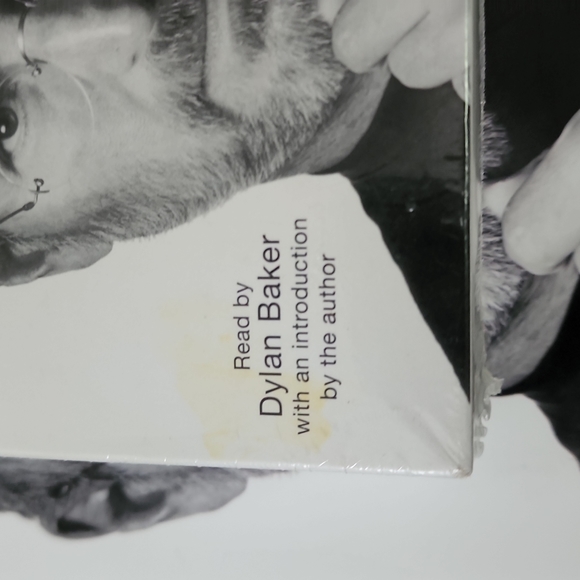 Read by
Dylan Baker
with an introduction
by the author